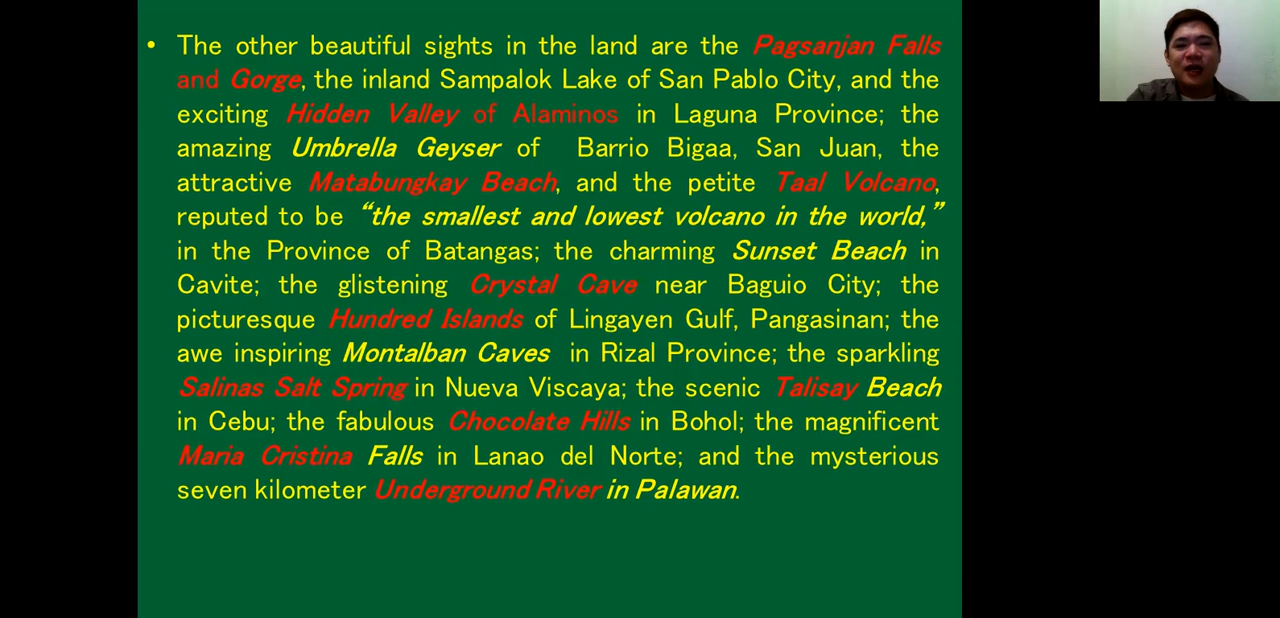 • The other beautiful sights in the land are the Pagsanjan Falls
and Gorge, the inland Sampalok Lake of San Pablo City, and the
exciting Hidden Valley of Alaminos in Laguna Province; the
amazing Umbrella Geyser of Barrio Bigaa, San Juan, the
attractive Matabungkay Beach, and the petite Taal Volcano,
reputed to be “the smallest and lowest volcano in the world,”
in the Province of Batangas; the charming Sunset Beach in
Cavite; the glistening Crystal Cave near Baguio City; the
picturesque Hundred Islands of Lingayen Gulf, Pangasinan; the
awe inspiring Montalban Caves in Rizal Province; the sparkling
Salinas Salt Spring in Nueva Viscaya; the scenic Talisay Beach
in Cebu; the fabulous Chocolate Hills in Bohol; the magnificent
Maria Cristina Falls in Lanao del Norte; and the mysterious
seven kilometer Underground River in Palawan.